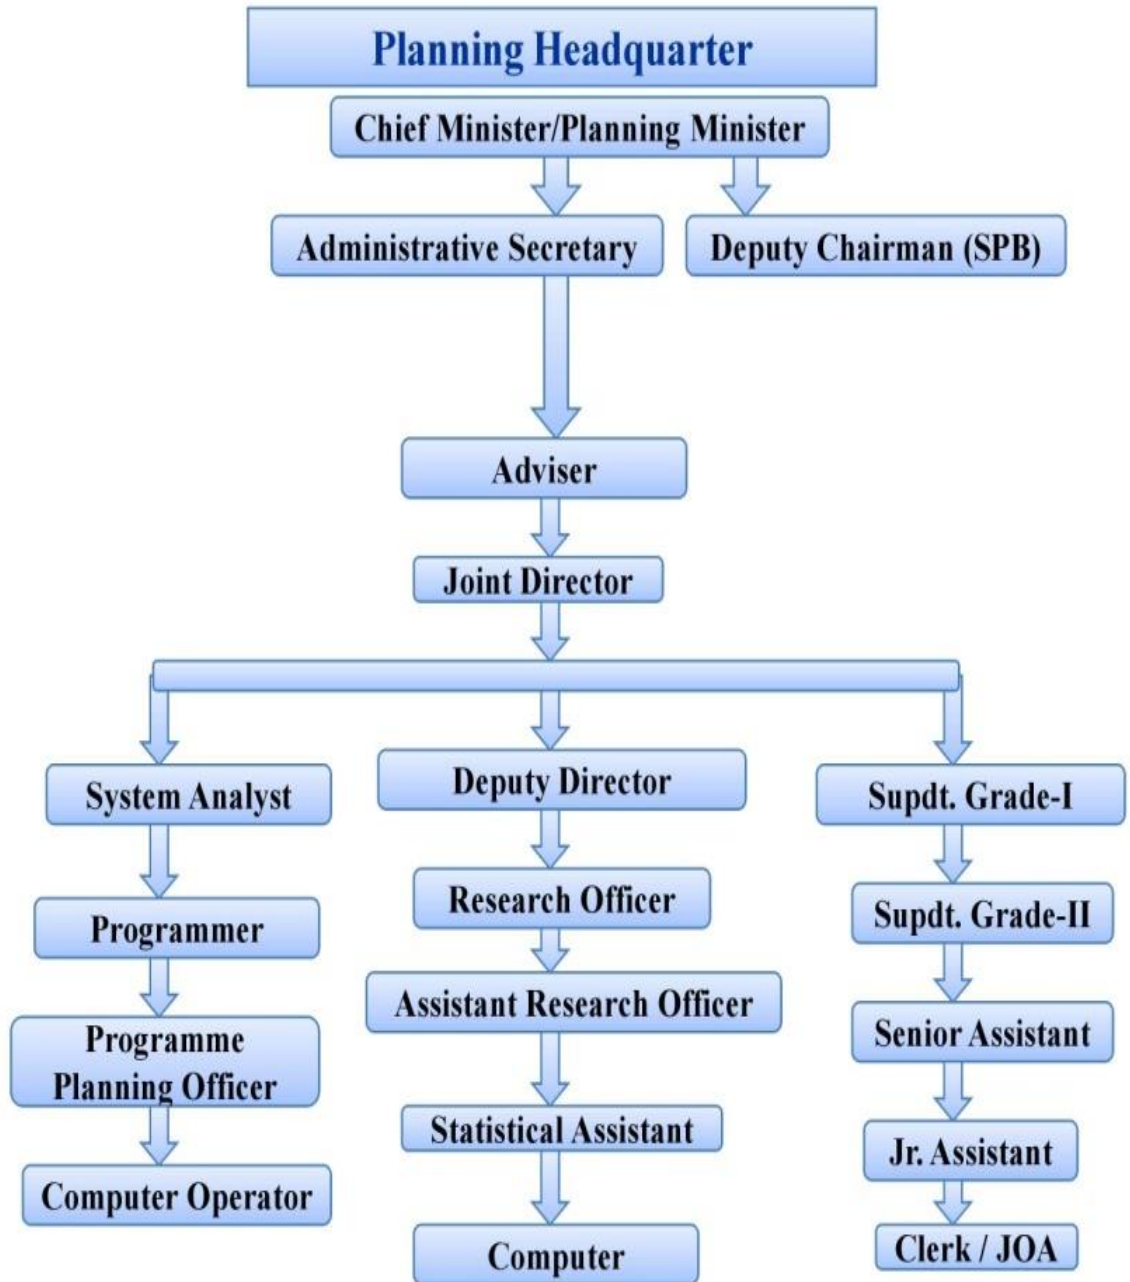 Planning Headquarter
Chief Minister/Planning Minister
Administrative Secretary
Deputy Chairman (SPB)
Adviser
Joint Director
System Analyst
Programmer
Programme
Planning Officer
Computer Operator
Deputy Director
Research Officer
Assistant Research Officer
Statistical Assistant
Computer
Supdt. Grade-I
Supdt. Grade-II
Senior Assistant
Jr. Assistant
Clerk / JOA